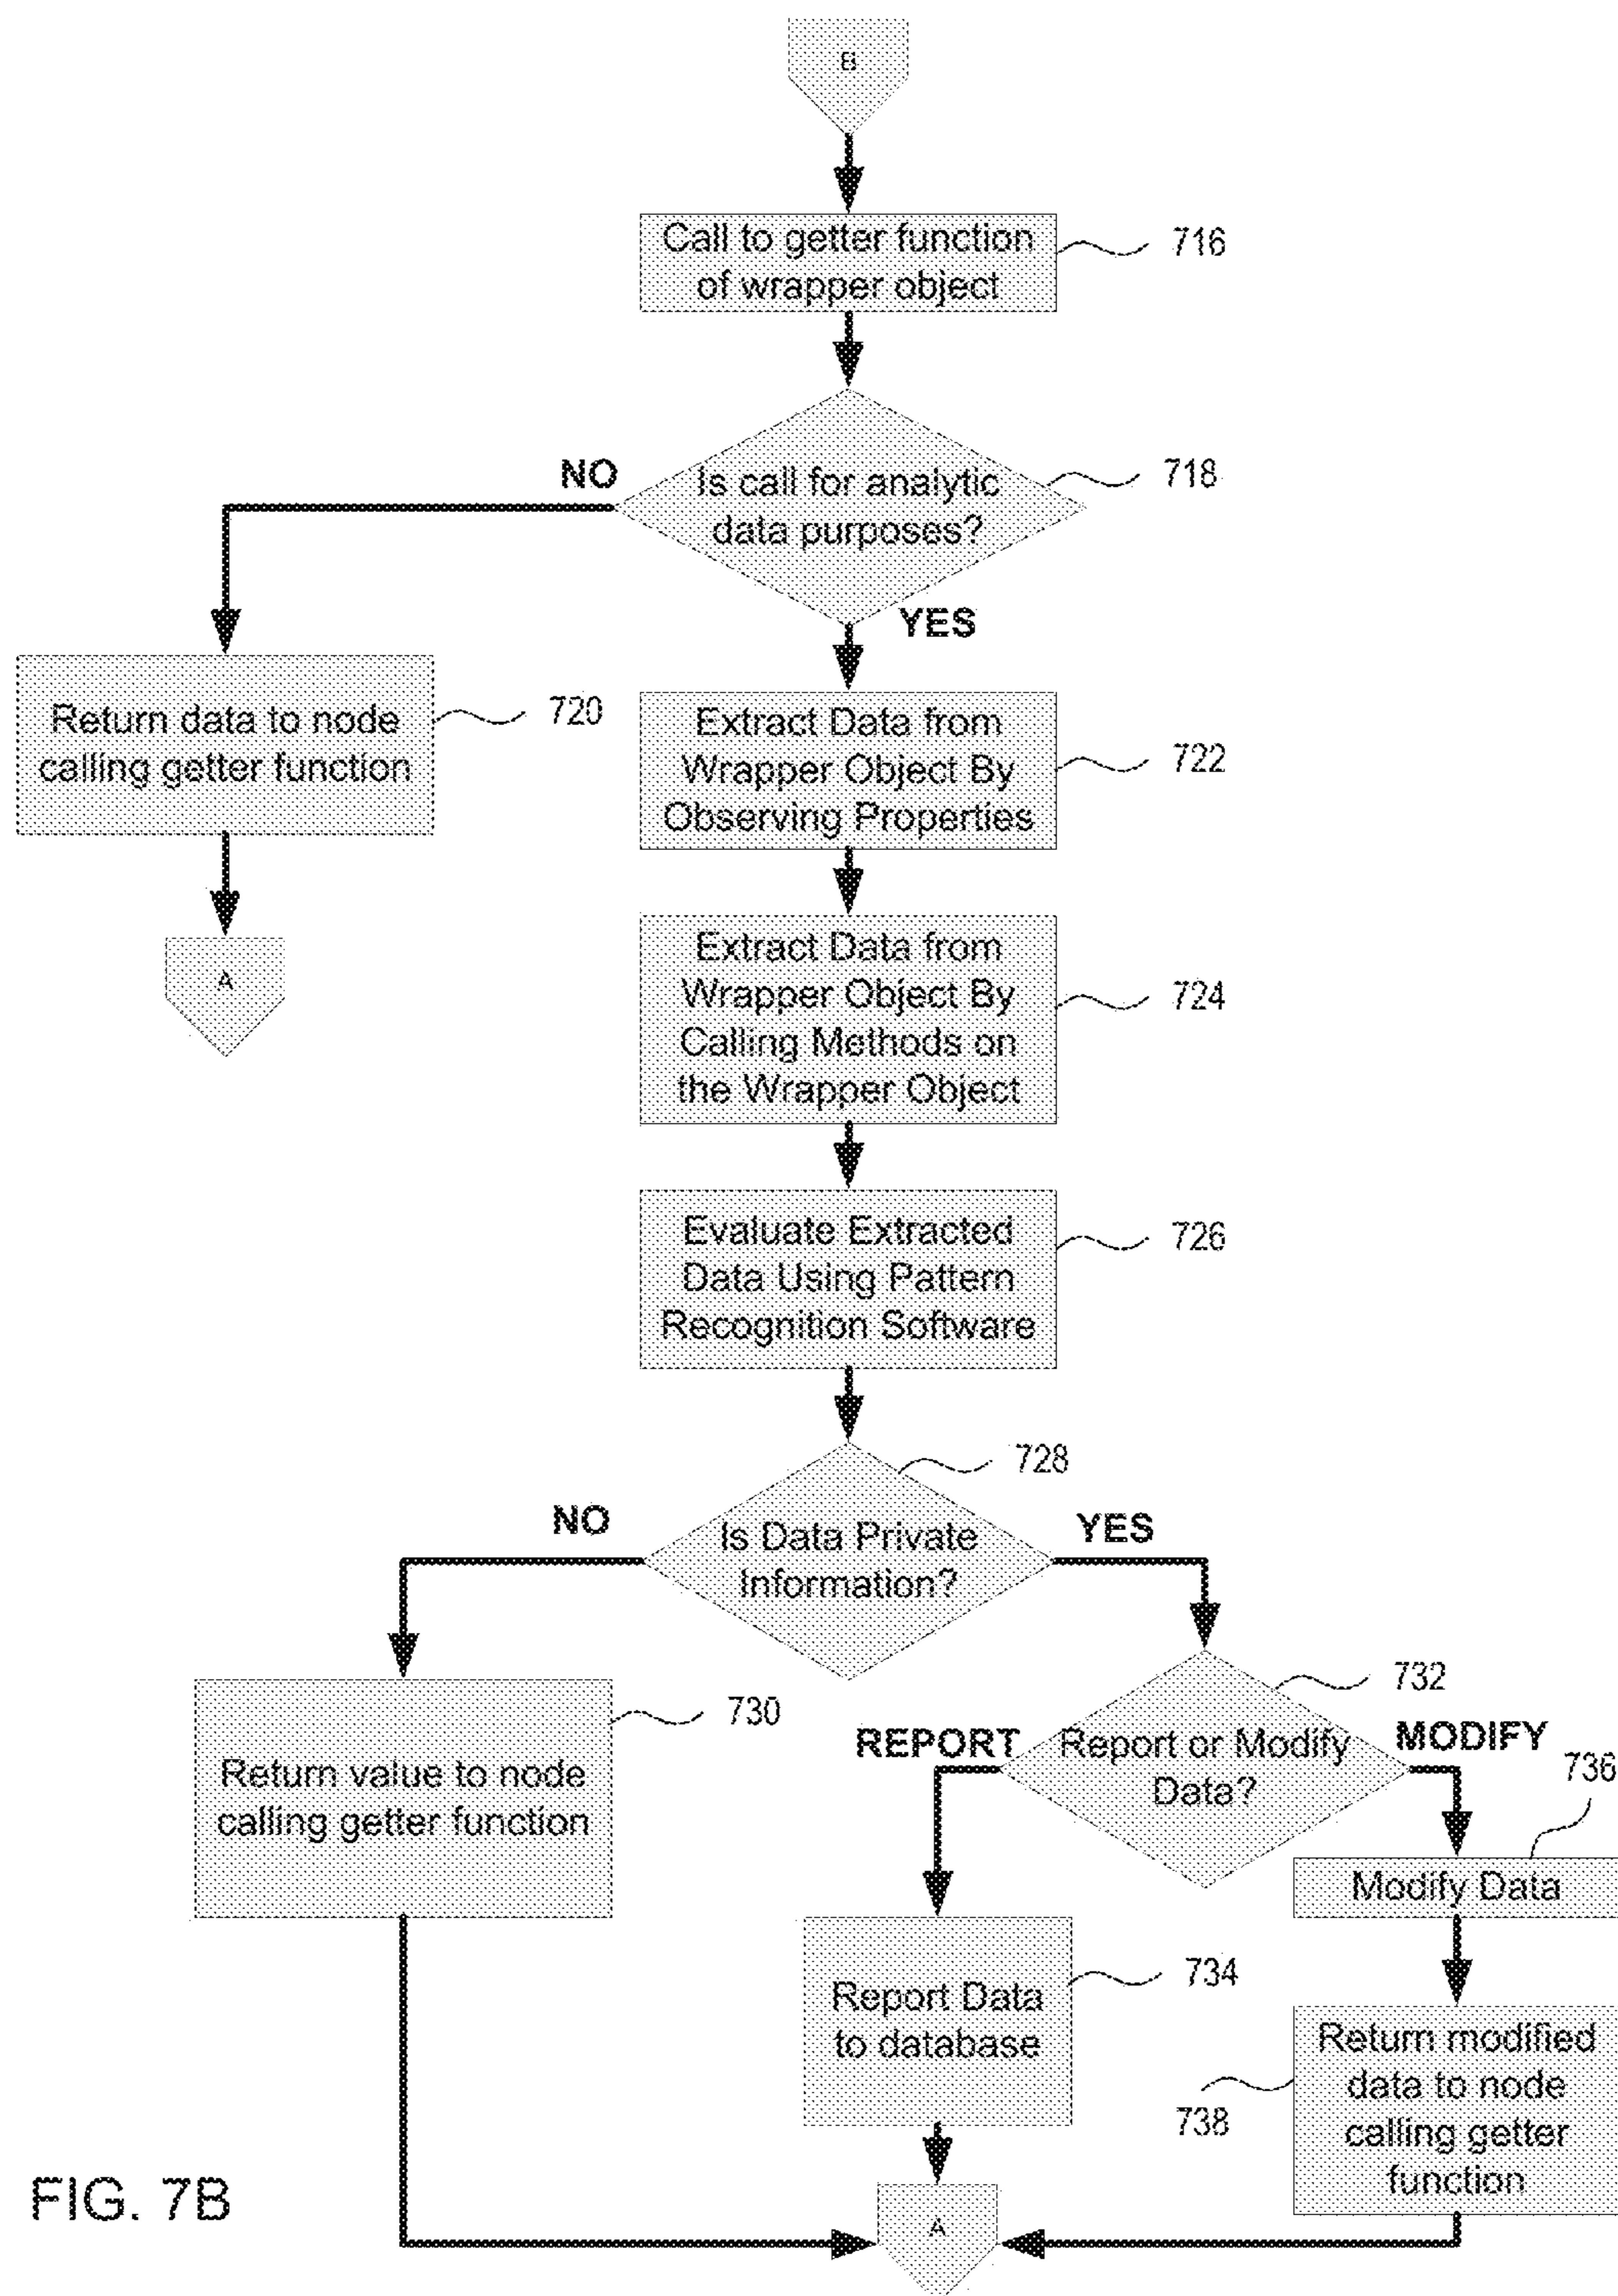 B
Call to getter function
of wrapper object
716
Is call for analytic
data purposes?
718
NO
YES
Return data to node
calling getter function
720
A
Extract Data from
Wrapper Object By
Observing Properties
722
Extract Data from
Wrapper Object By
Calling Methods on
the Wrapper Object
724
Evaluate Extracted
Data Using Pattern
Recognition Software
726
Is Data Private
Information?
728
NO
YES
Return value to node
calling getter function
730
Report or Modify
Data?
732
REPORT
MODIFY
Report Data
to database
734
Modify Data
736
Return modified
data to node
calling getter
function
738
A
FIG. 7B